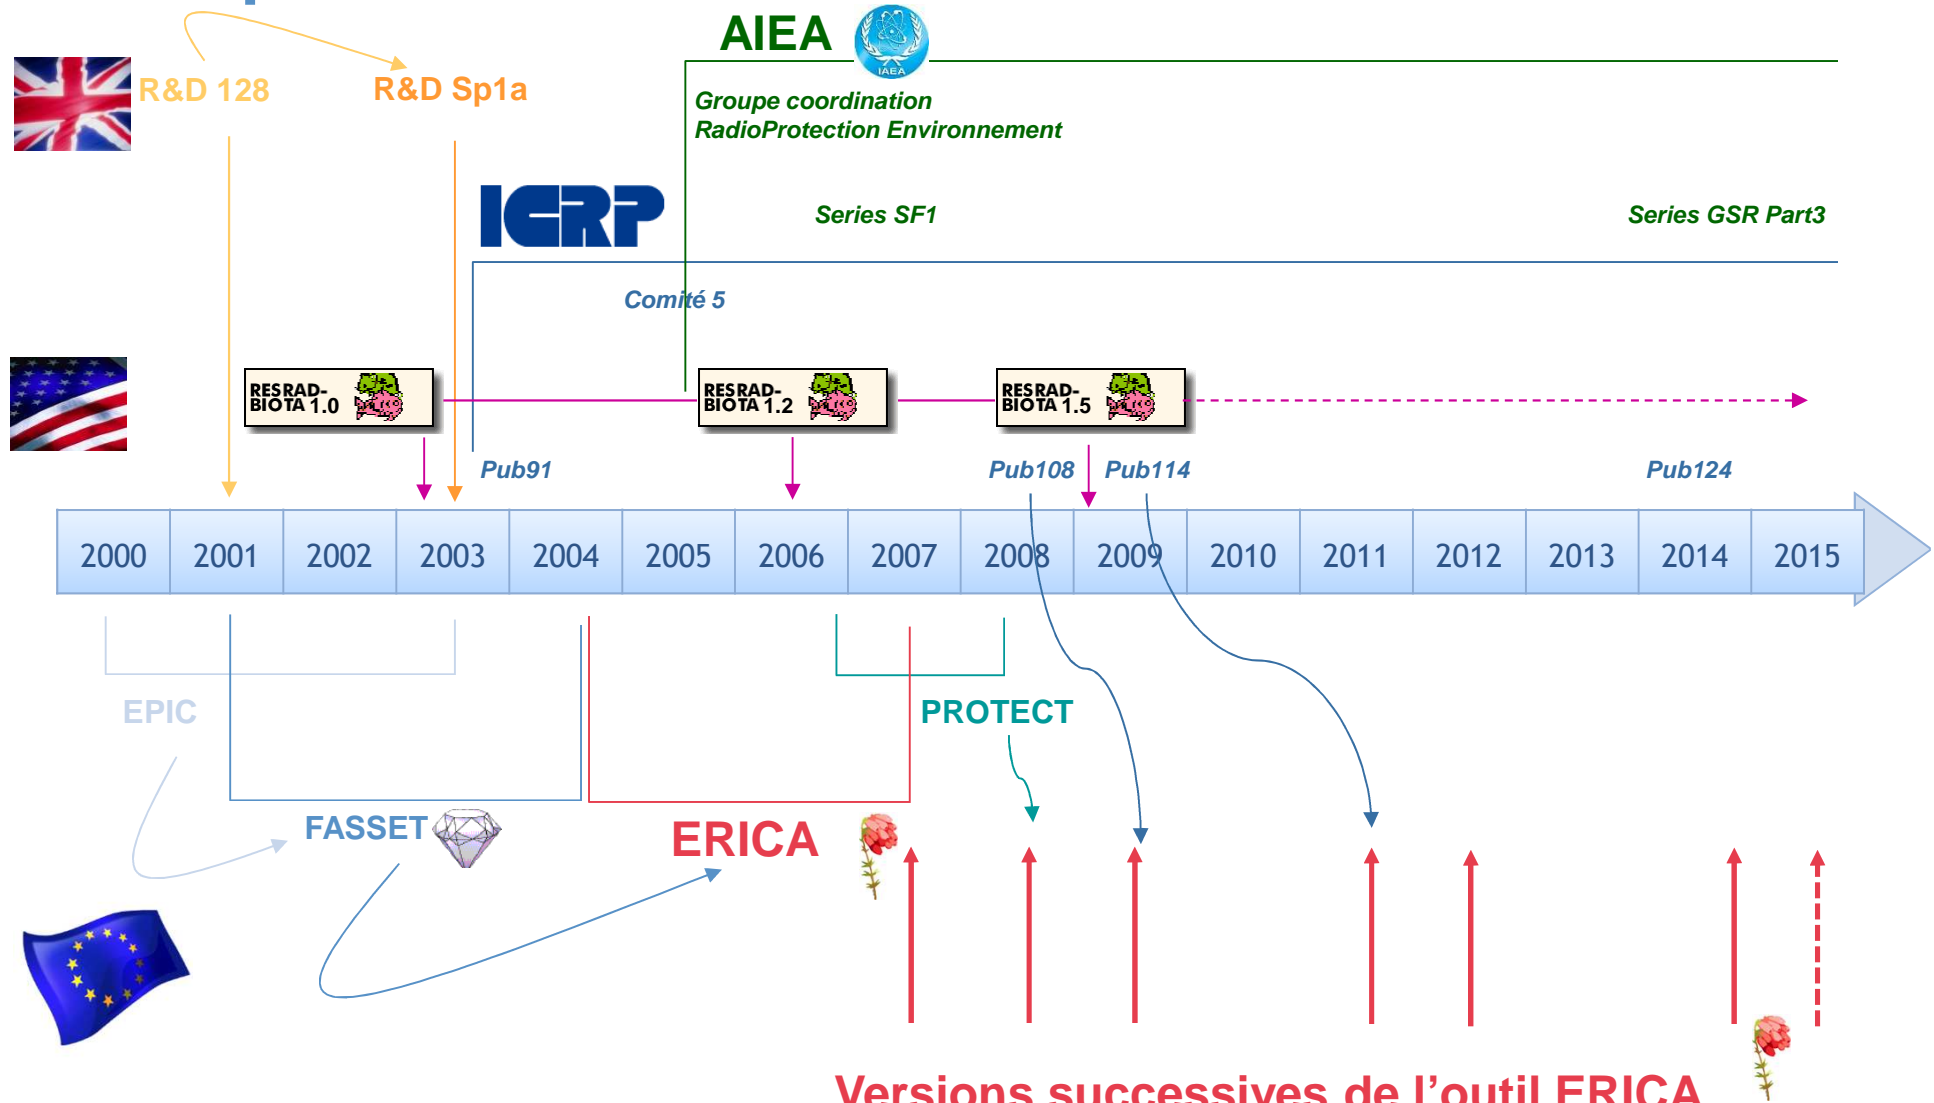 AIEA
IAEA
R&D 128
R&D Sp1a
Groupe coordination
RadioProtection Environnement
ICRP
Series SF1
Series GSR Part3
Comité 5
RESRAD-
BIOTA 1.0
RESRAD-
BIOTA 1.2
RESRAD-
BIOTA 1.5
Pub91
Pub108
Pub114
Pub124
2000
2001
2002
2003
2004
2005
2006
2007
2008
2009
2010
2011
2012
2013
2014
2015
EPIC
PROTECT
FASSET
ERICA
Versions successives de l’outil ERICA